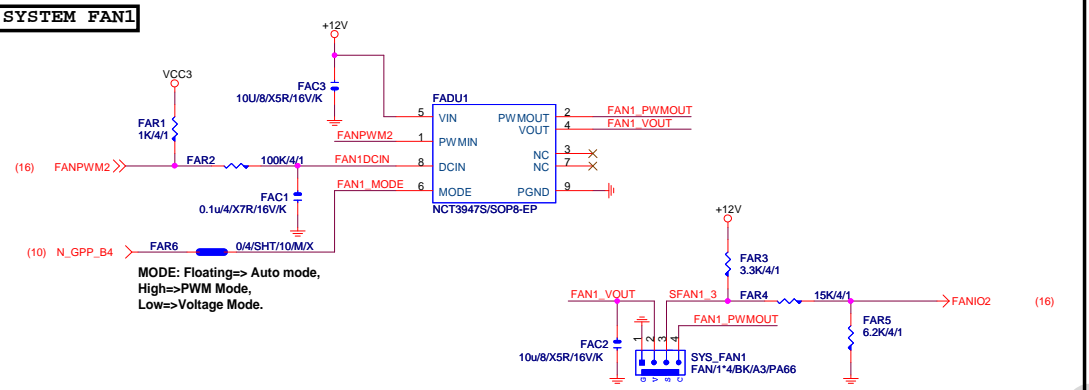 SYSTEM FAN1
+12V
VCC3
FAC3
10U/8/X5R/16V/K
FADU1
FAR1
1K/4/1
5
VIN
PWMOUT
2
FAN1_PWMOUT
VOUT
4
FAN1_VOUT
FANPWM2
1
PWMIN
NC
3
(16)
FANPWM2
FAR2
100K/4/1
FAN1DCIN
8
DCIN
NC
7
FAN1_MODE
6
MODE
PGND
9
FAC1
0.1u/4/X7R/16V/K
NCT3947S/SOP8-EP
+12V
(10)
N_GPP_B4
FAR6
0/4/SHT/10/M/X
FAR3
3.3K/4/1
MODE: Floating=> Auto mode,
High=>PWM Mode,
Low=>Voltage Mode.
FAN1_VOUT
SFAN1_3
FAR4
15K/4/1
FANIO2
(16)
FAN1_PWMOUT
FAR5
6.2K/4/1
FAC2
10u/8/X5R/16V/K
1
2
3
4
SYS_FAN1
FAN/1*4/BK/A3/PA66
G
V
S
C